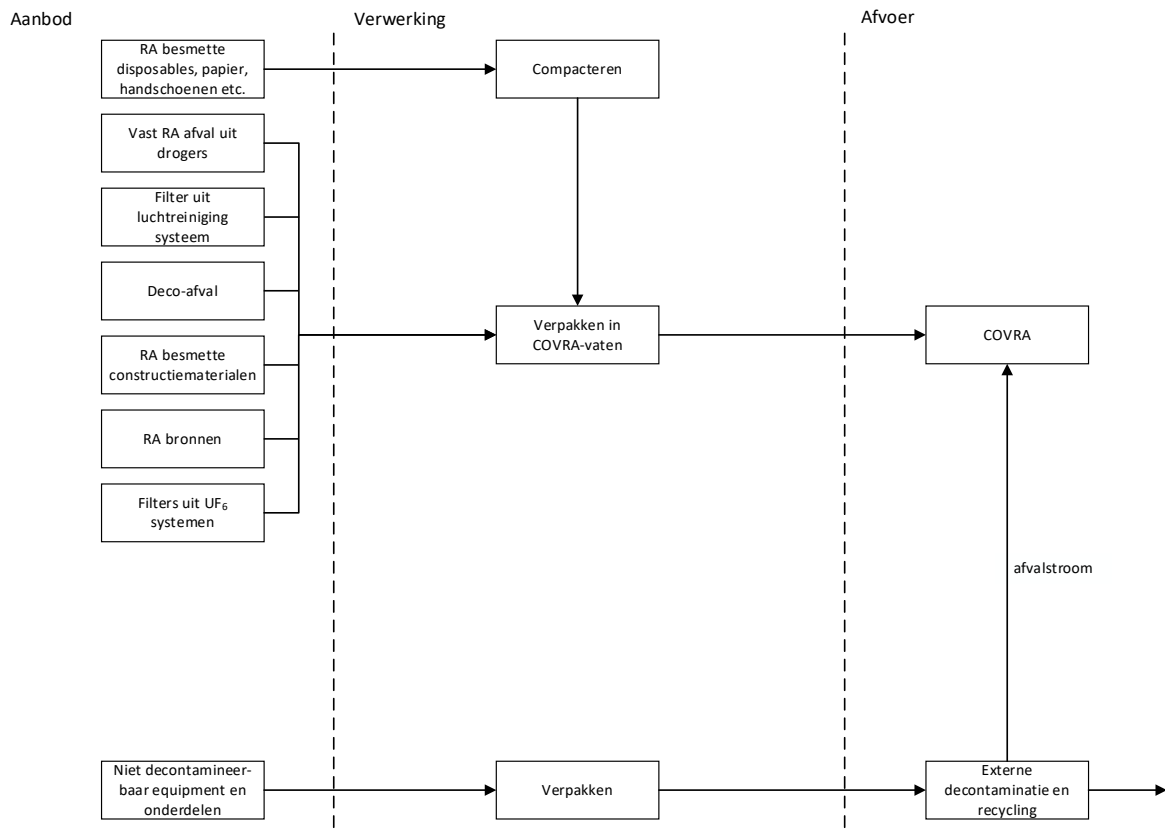 Aanbod
Verwerking
Afvoer
RA besmette
disposables, papier,
handschoenen etc.
Compacteren
Vast RA afval uit
drogers
Filter uit
luchtreiniging
systeem
Deco-afval
Verpakken in
COVRA-vaten
COVRA
RA besmette
constructiematerialen
RA bronnen
Filters uit UF₆
systemen
afvalstroom
Niet decontamineer-
baar equipment en
onderdelen
Verpakken
Externe
decontaminatie en
recycling